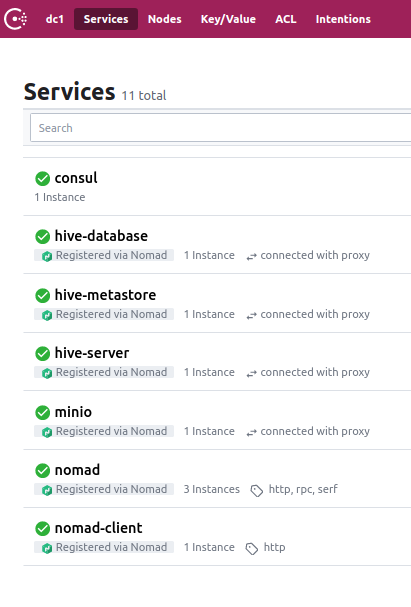 dc1 Services Nodes Key/Value ACL Intentions
Services 11 total
Search
consul
1 Instance
hive-database
Registered via Nomad 1 Instance connected with proxy
hive-metastore
Registered via Nomad 1 Instance connected with proxy
hive-server
Registered via Nomad 1 Instance connected with proxy
minio
Registered via Nomad 1 Instance connected with proxy
nomad
Registered via Nomad 3 Instances http, rpc, serf
nomad-client
Registered via Nomad 1 Instance http